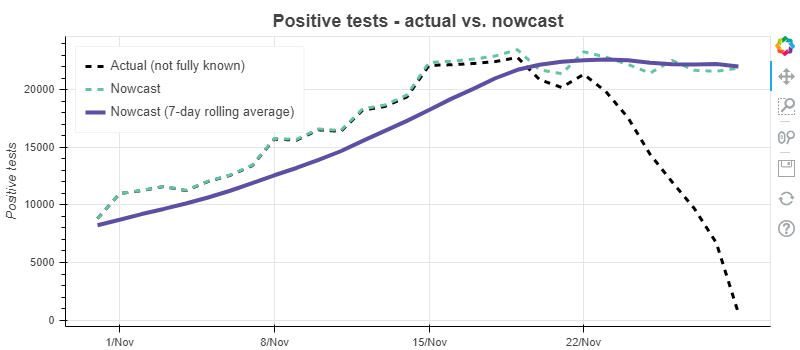 Positive tests - actual vs. nowcast
Actual (not fully known)
Nowcast
Nowcast (7-day rolling average)
Positive tests
20000
15000
10000
5000
0
1/Nov
8/Nov
15/Nov
22/Nov